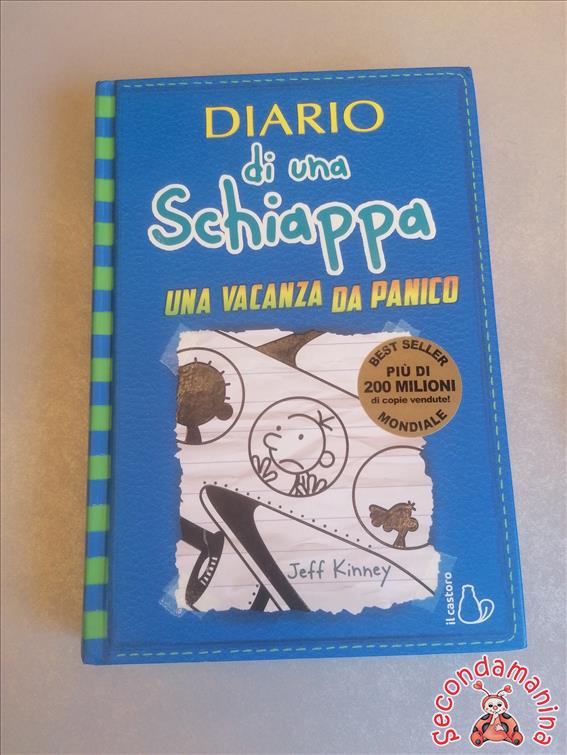 DIARIO
di una
Schiappa
UNA VACANZA DA PANICO
BEST SELLER
PIÙ DI
200 MILIONI
di copie vendute!
MONDIALE
Jeff Kinney
il castoro
Secondamanina